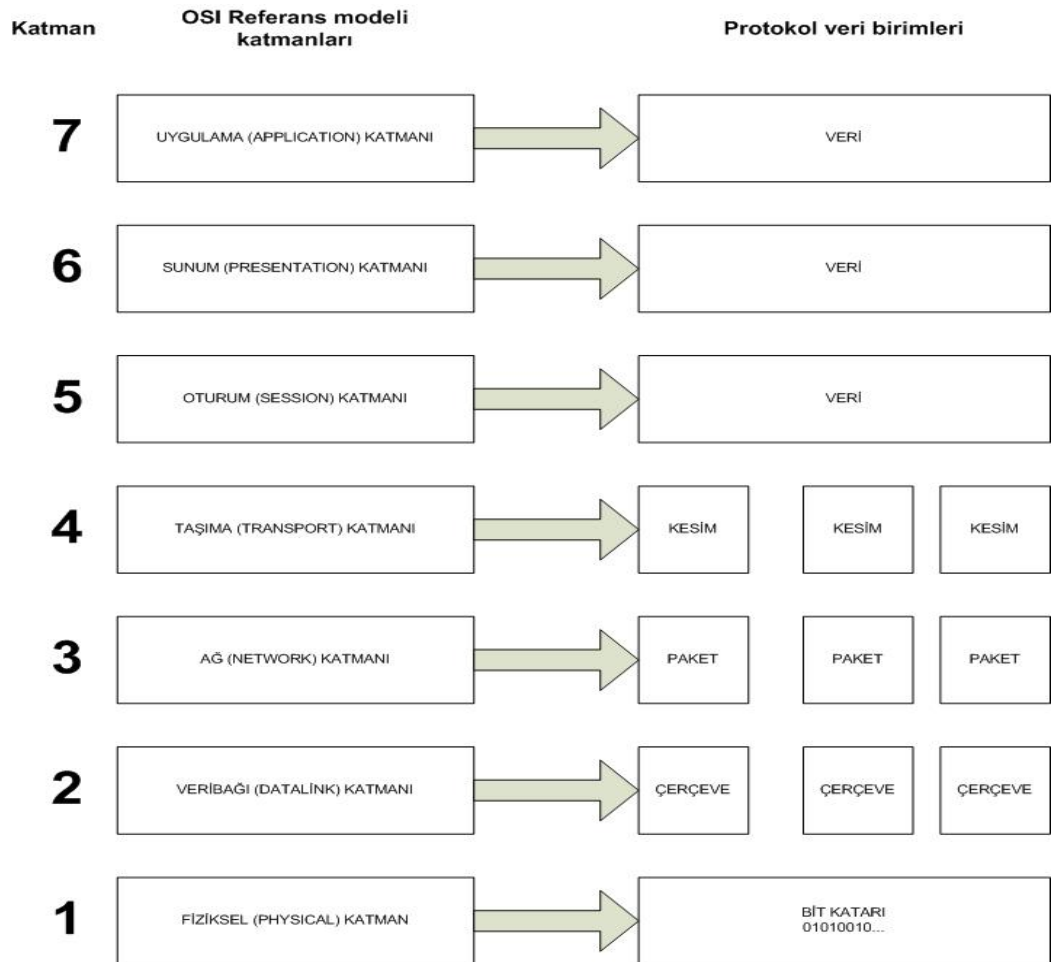 Katman
OSI Referans modeli
katmanları
Protokol veri birimleri
7
UYGULAMA (APPLICATION) KATMANI
VERİ
6
SUNUM (PRESENTATION) KATMANI
VERİ
5
OTURUM (SESSION) KATMANI
VERİ
4
TAŞIMA (TRANSPORT) KATMANI
KESİM
KESİM
KESİM
3
AĞ (NETWORK) KATMANI
PAKET
PAKET
PAKET
2
VERİBAĞI (DATALİNK) KATMANI
ÇERÇEVE
ÇERÇEVE
ÇERÇEVE
1
FİZİKSEL (PHYSICAL) KATMAN
BİT KATARI
01010010...